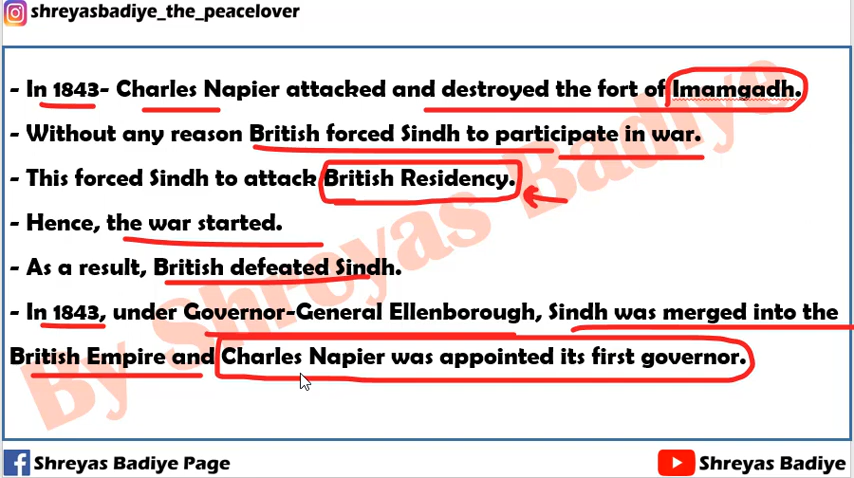 shreyasbadiye_the_peacelover
- In 1843- Charles Napier attacked and destroyed the fort of Imamgadh.
- Without any reason British forced Sindh to participate in war.
- This forced Sindh to attack British Residency.
- Hence, the war started.
- As a result, British defeated Sindh.
- In 1843, under Governor-General Ellenborough, Sindh was merged into the
British Empire and Charles Napier was appointed its first governor.
By Shreyas Badiye
Shreyas Badiye Page
Shreyas Badiye